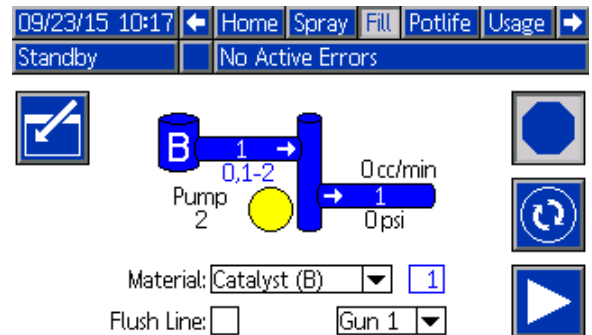 09/23/15 10:17 Home Spray Fill Potlife Usage
Standby No Active Errors
B 1
0,1-2
0 cc/min
Pump
2
1
0 psi
Material: Catalyst (B) 1
Flush Line: Gun 1